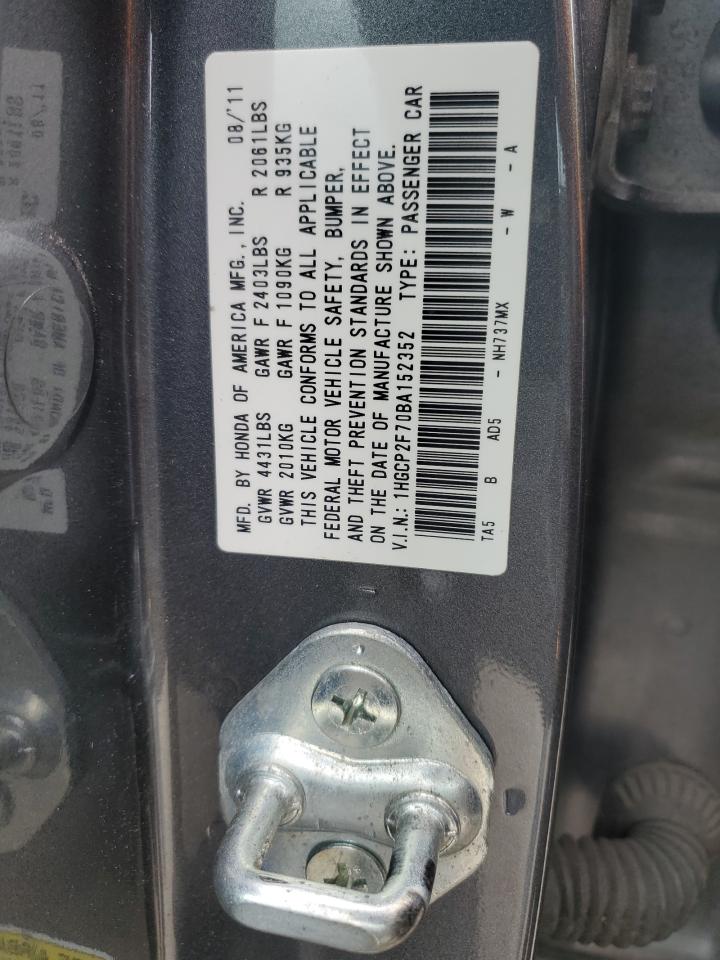 MFD. BY HONDA OF AMERICA MFG., INC. 08/'11
GVWR 4431LBS GAWR F 2403LBS R 2061LBS
GVWR 2010KG GAWR F 1090KG R 935KG
THIS VEHICLE CONFORMS TO ALL APPLICABLE
FEDERAL MOTOR VEHICLE SAFETY, BUMPER,
AND THEFT PREVENTION STANDARDS IN EFFECT
ON THE DATE OF MANUFACTURE SHOWN ABOVE.
V.I.N.: 1HGCP2F70BA152352 TYPE: PASSENGER CAR
TA5 B AD5 - NH737MX - W - A